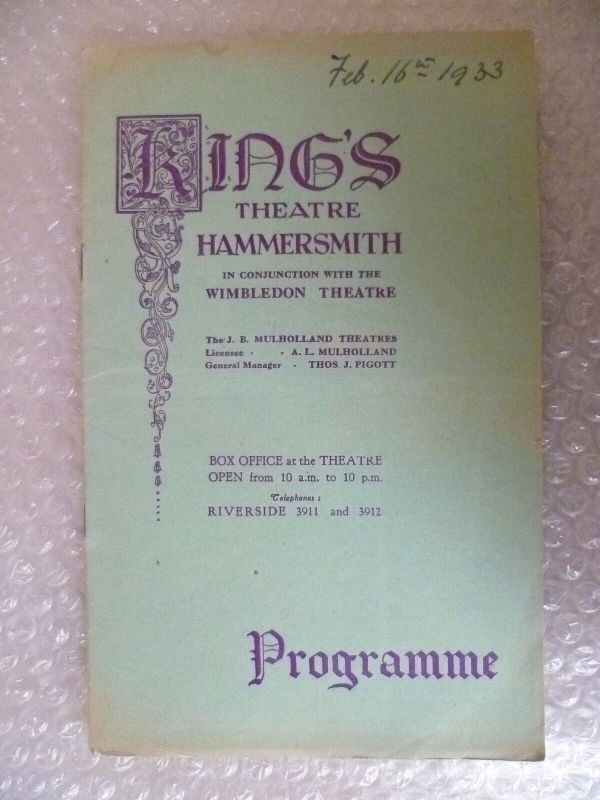 Feb. 16th 1933
KING'S
THEATRE
HAMMERSMITH
IN CONJUNCTION WITH THE
WIMBLEDON THEATRE
The J. B. MULHOLLAND THEATRES
Licensee - - A. L. MULHOLLAND
General Manager - THOS. J. PIGOTT
BOX OFFICE at the THEATRE
OPEN from 10 a.m. to 10 p.m.
Telephones :
RIVERSIDE 3911 and 3912
Programme